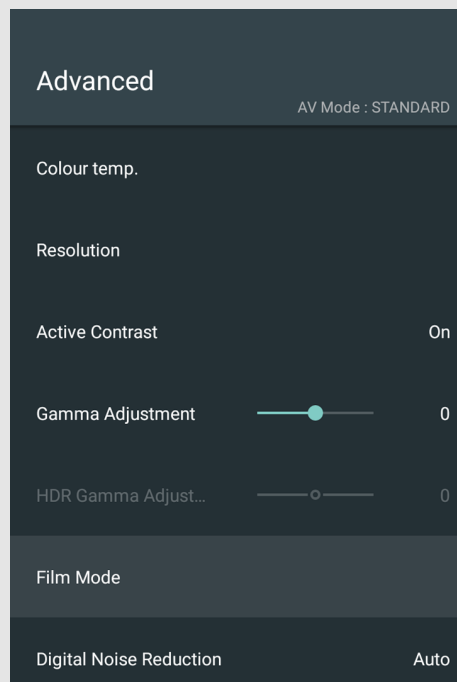 Advanced
AV Mode : STANDARD
Colour temp.
Resolution
Active Contrast On
Gamma Adjustment 0
HDR Gamma Adjust... 0
Film Mode
Digital Noise Reduction Auto